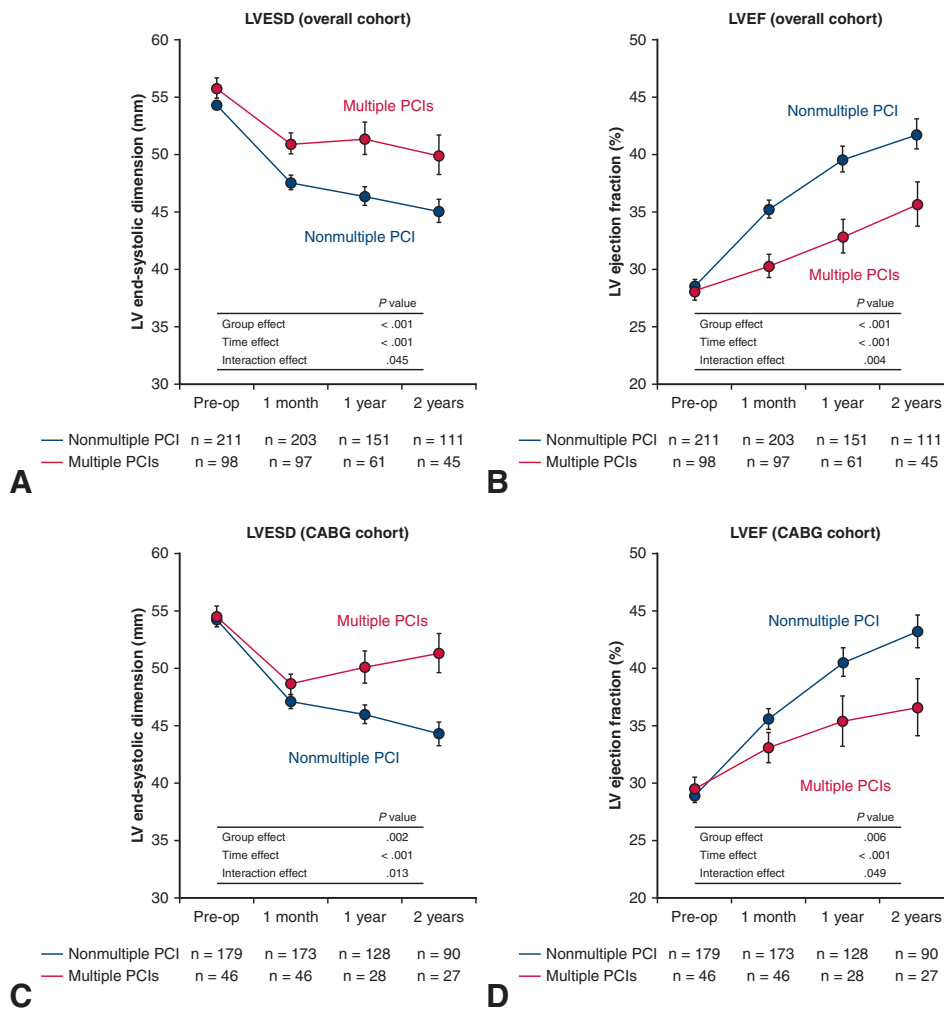 LVESD (overall cohort)
LV end-systolic dimension (mm)
60
55
50
45
40
35
30
Multiple PCIs
Nonmultiple PCI
P value
Group effect < .001
Time effect < .001
Interaction effect .045
Pre-op 1 month 1 year 2 years
Nonmultiple PCI n = 211 n = 203 n = 151 n = 111
Multiple PCIs n = 98 n = 97 n = 61 n = 45
A
LVEF (overall cohort)
LV ejection fraction (%)
50
45
40
35
30
25
20
Nonmultiple PCI
Multiple PCIs
P value
Group effect < .001
Time effect < .001
Interaction effect .004
Pre-op 1 month 1 year 2 years
n = 211 n = 203 n = 151 n = 111
n = 98 n = 97 n = 61 n = 45
B
LVESD (CABG cohort)
LV end-systolic dimension (mm)
60
55
50
45
40
35
30
Multiple PCIs
Nonmultiple PCI
P value
Group effect .002
Time effect < .001
Interaction effect .013
Pre-op 1 month 1 year 2 years
Nonmultiple PCI n = 179 n = 173 n = 128 n = 90
Multiple PCIs n = 46 n = 46 n = 28 n = 27
C
LVEF (CABG cohort)
LV ejection fraction (%)
50
45
40
35
30
25
20
Nonmultiple PCI
Multiple PCIs
P value
Group effect .006
Time effect < .001
Interaction effect .049
Pre-op 1 month 1 year 2 years
n = 179 n = 173 n = 128 n = 90
n = 46 n = 46 n = 28 n = 27
D